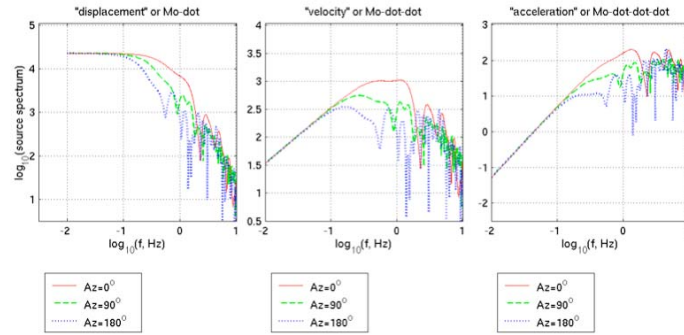 "displacement" or Mo-dot
"velocity" or Mo-dot-dot
"acceleration" or Mo-dot-dot-dot
log10(source spectrum)
5
4
3
2
1
-2
-1
0
1
log10(f, Hz)
4
3.5
3
2.5
2
1.5
1
0.5
-2
-1
0
1
log10(f, Hz)
3
2
1
0
-1
-2
-2
-1
0
1
log10(f, Hz)
Az=0°
Az=90°
Az=180°
Az=0°
Az=90°
Az=180°
Az=0°
Az=90°
Az=180°